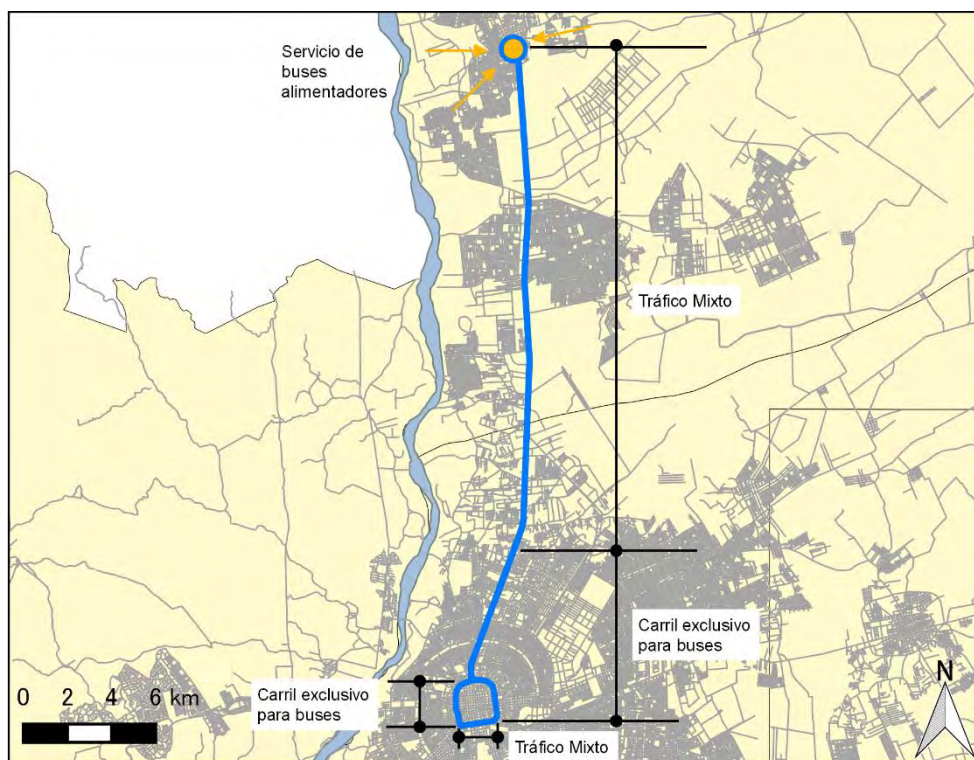 Servicio de
buses
alimentadores
Tráfico Mixto
Carril exclusivo
para buses
N
0 2 4 6 km
Carril exclusivo
para buses
Tráfico Mixto